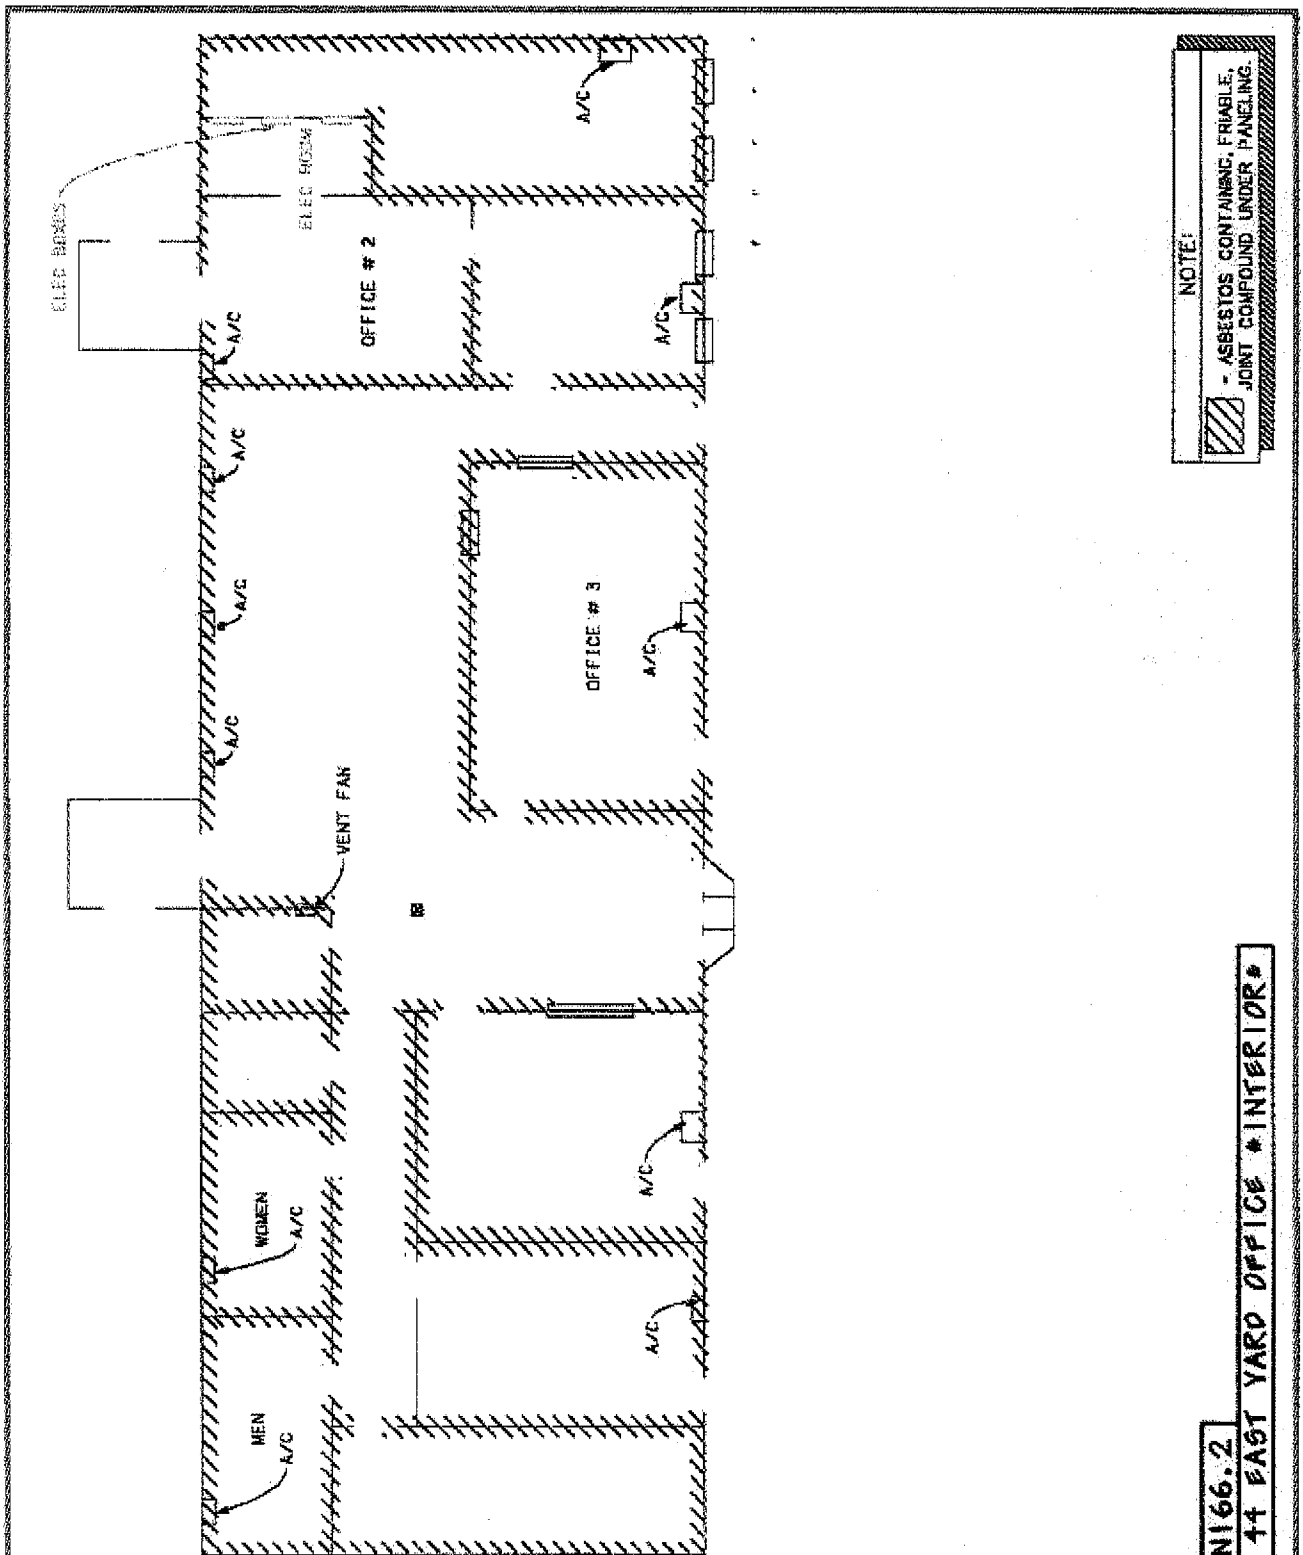 ELEC BOXES
ELEC ROOM
OFFICE # 2
A/C
A/C
A/C
A/C
A/C
A/C
VENT FAN
OFFICE # 3
A/C
WOMEN
A/C
A/C
MEN
A/C
A/C
NOTE:
- ASBESTOS CONTAINING, FRIABLE,
JOINT COMPOUND UNDER PANELING.
N166.2
44 EAST YARD OFFICE *INTERIOR*